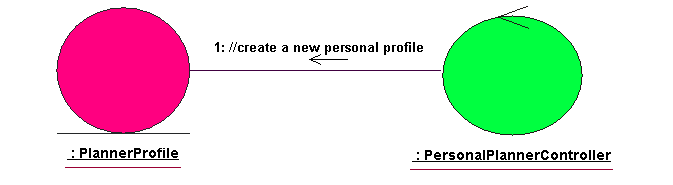 1: //create a new personal profile
: PlannerProfile
: PersonalPlannerController